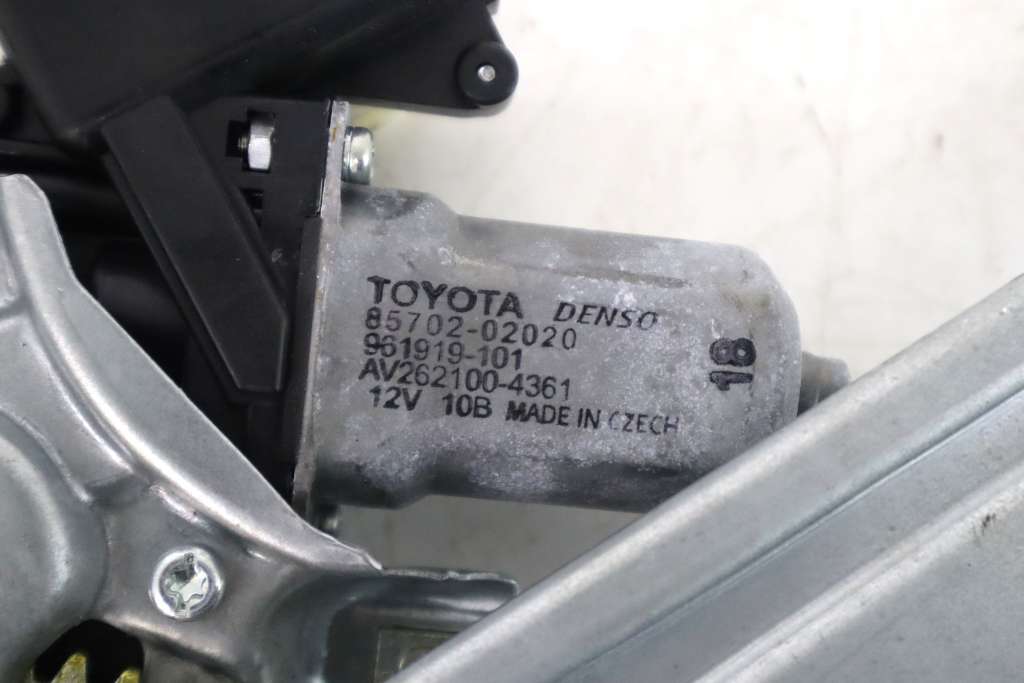 TOYOTA DENSO
85702-02020
961919-101
AV262100-4361
12V 10B MADE IN CZECH
18